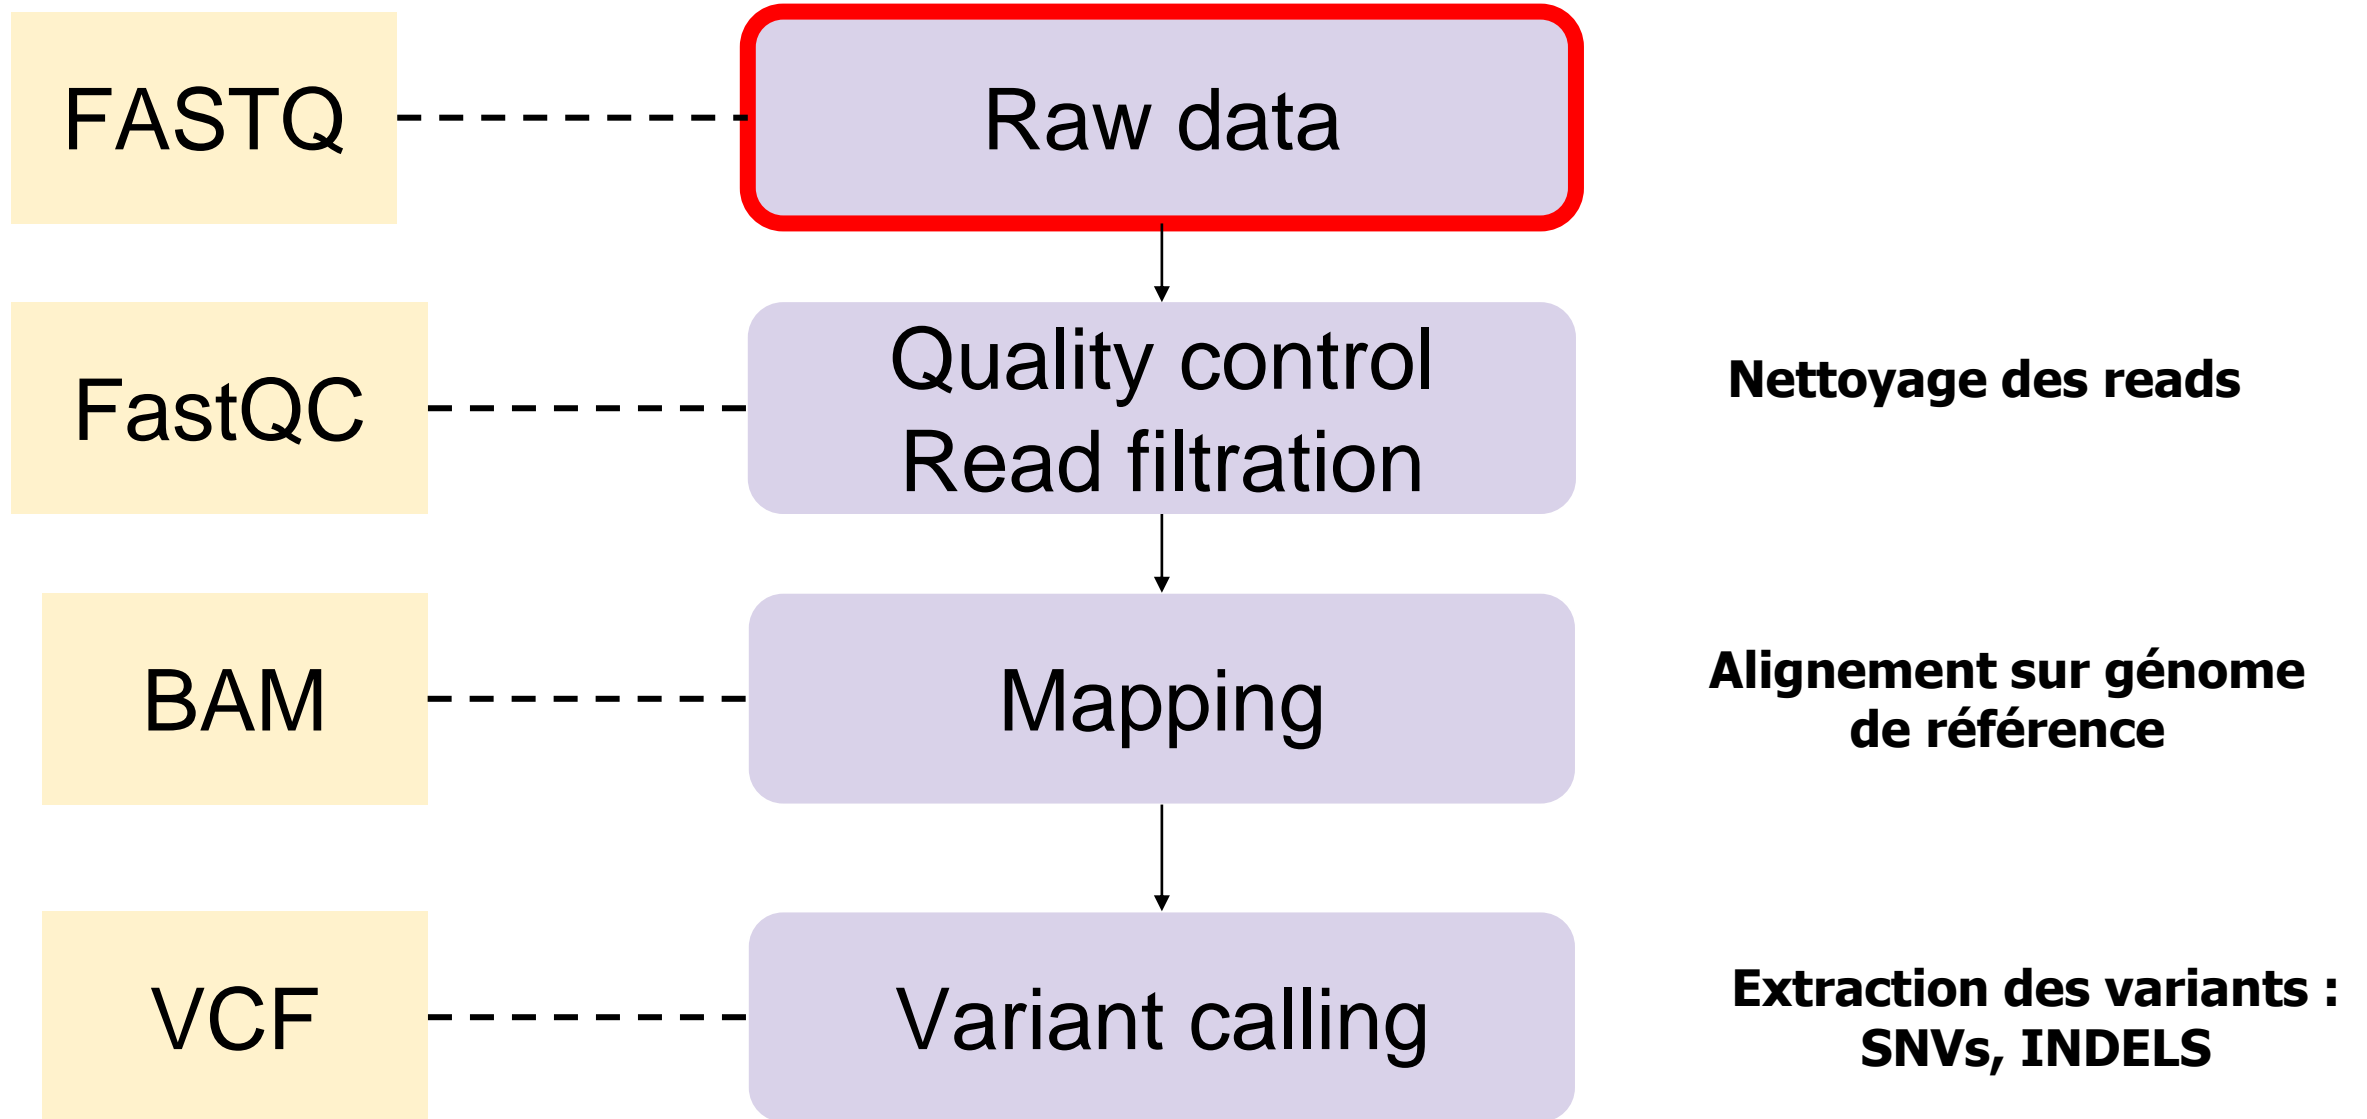 FASTQ
Raw data
FastQC
Quality control
Read filtration
Nettoyage des reads
BAM
Mapping
Alignement sur génome
de référence
VCF
Variant calling
Extraction des variants :
SNVs, INDELS